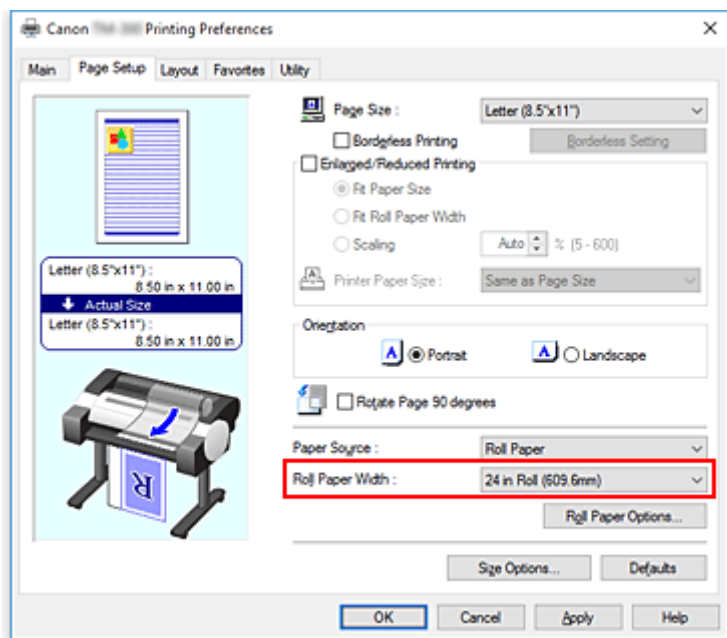 Canon Printing Preferences
Main Page Setup Layout Favorites Utility
Page Size : Letter (8.5"x11")
Borderless Printing Borderless Setting
Enlarged/Reduced Printing
Fit Paper Size
Fit Roll Paper Width
Scaling Auto % (5 - 600)
Printer Paper Size : Same as Page Size
Letter (8.5"x11") :
8.50 in x 11.00 in
Actual Size
Letter (8.5"x11") :
8.50 in x 11.00 in
Orientation
A Portrait A Landscape
Rotate Page 90 degrees
R
Paper Source : Roll Paper
Roll Paper Width : 24 in Roll (609.6mm)
Roll Paper Options...
Size Options... Defaults
OK Cancel Apply Help